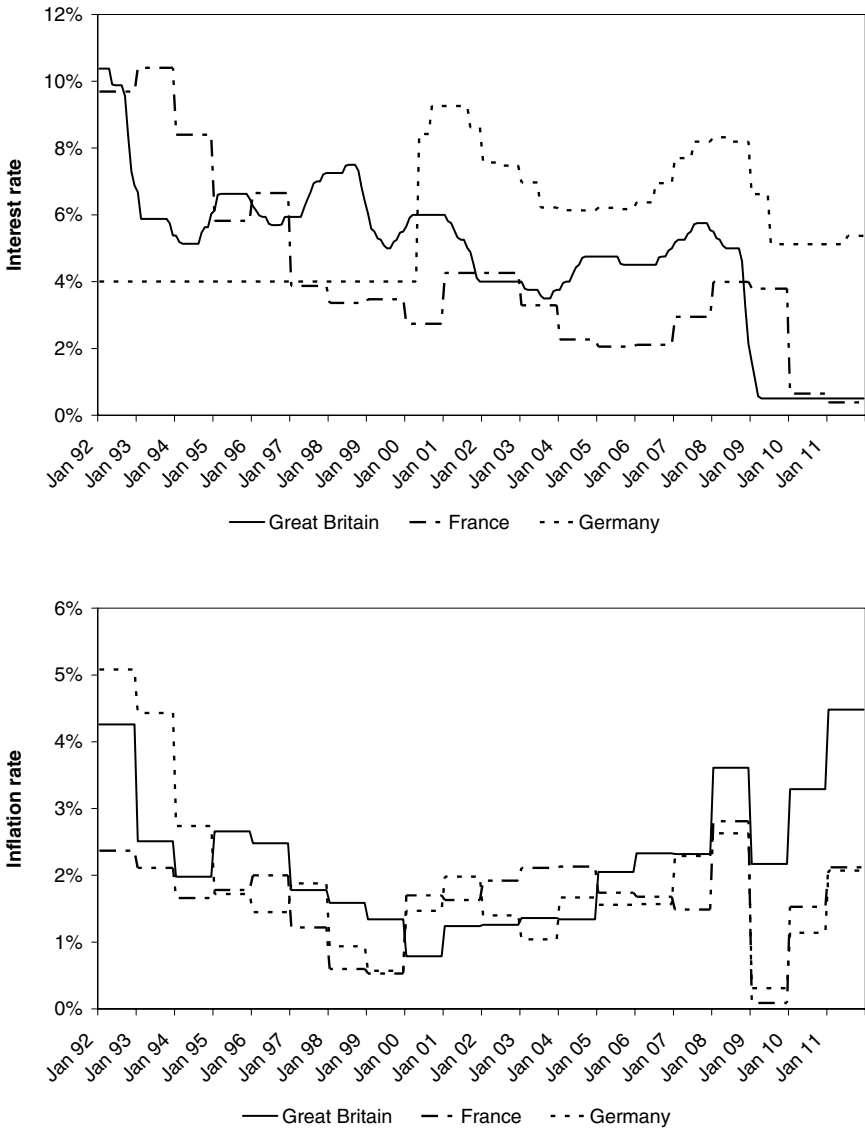 12%
10%
8%
6%
4%
2%
0%
Interest rate
Jan 92
Jan 93
Jan 94
Jan 95
Jan 96
Jan 97
Jan 98
Jan 99
Jan 00
Jan 01
Jan 02
Jan 03
Jan 04
Jan 05
Jan 06
Jan 07
Jan 08
Jan 09
Jan 10
Jan 11
Great Britain France Germany
6%
5%
4%
3%
2%
1%
0%
Inflation rate
Jan 92
Jan 93
Jan 94
Jan 95
Jan 96
Jan 97
Jan 98
Jan 99
Jan 00
Jan 01
Jan 02
Jan 03
Jan 04
Jan 05
Jan 06
Jan 07
Jan 08
Jan 09
Jan 10
Jan 11
Great Britain France Germany